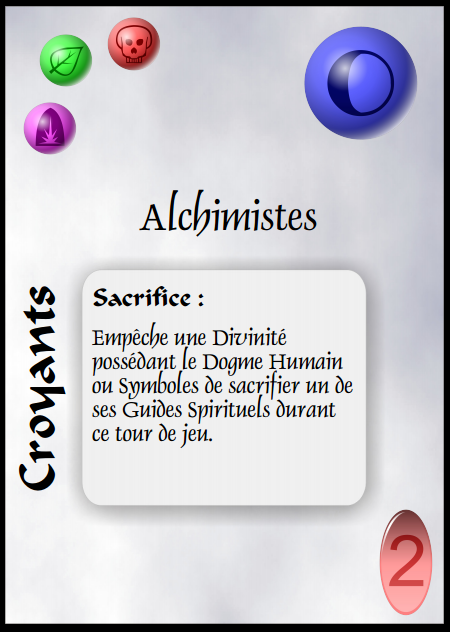 Alchimistes
Croyants
Sacrifice :
Empêche une Divinité
possédant le Dogme Humain
ou Symboles de sacrifier un de
ses Guides Spirituels durant
ce tour de jeu.
2